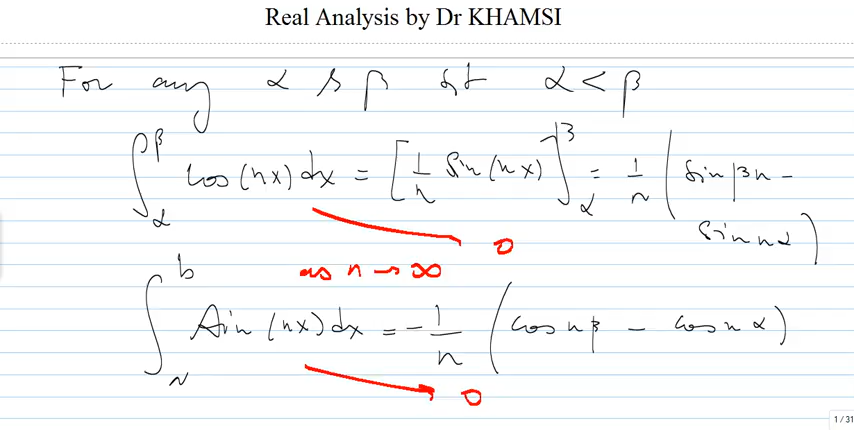 Real Analysis by Dr KHAMSI
For any α & β st α < β
∫_α^β cos(nx) dx = [1/n sin(nx)]_α^β = 1/n (sin βn −
sin nα)
0
as n → ∞
∫^b sin(nx) dx = −1/n (cos nβ − cos nα)
0
1 / 31